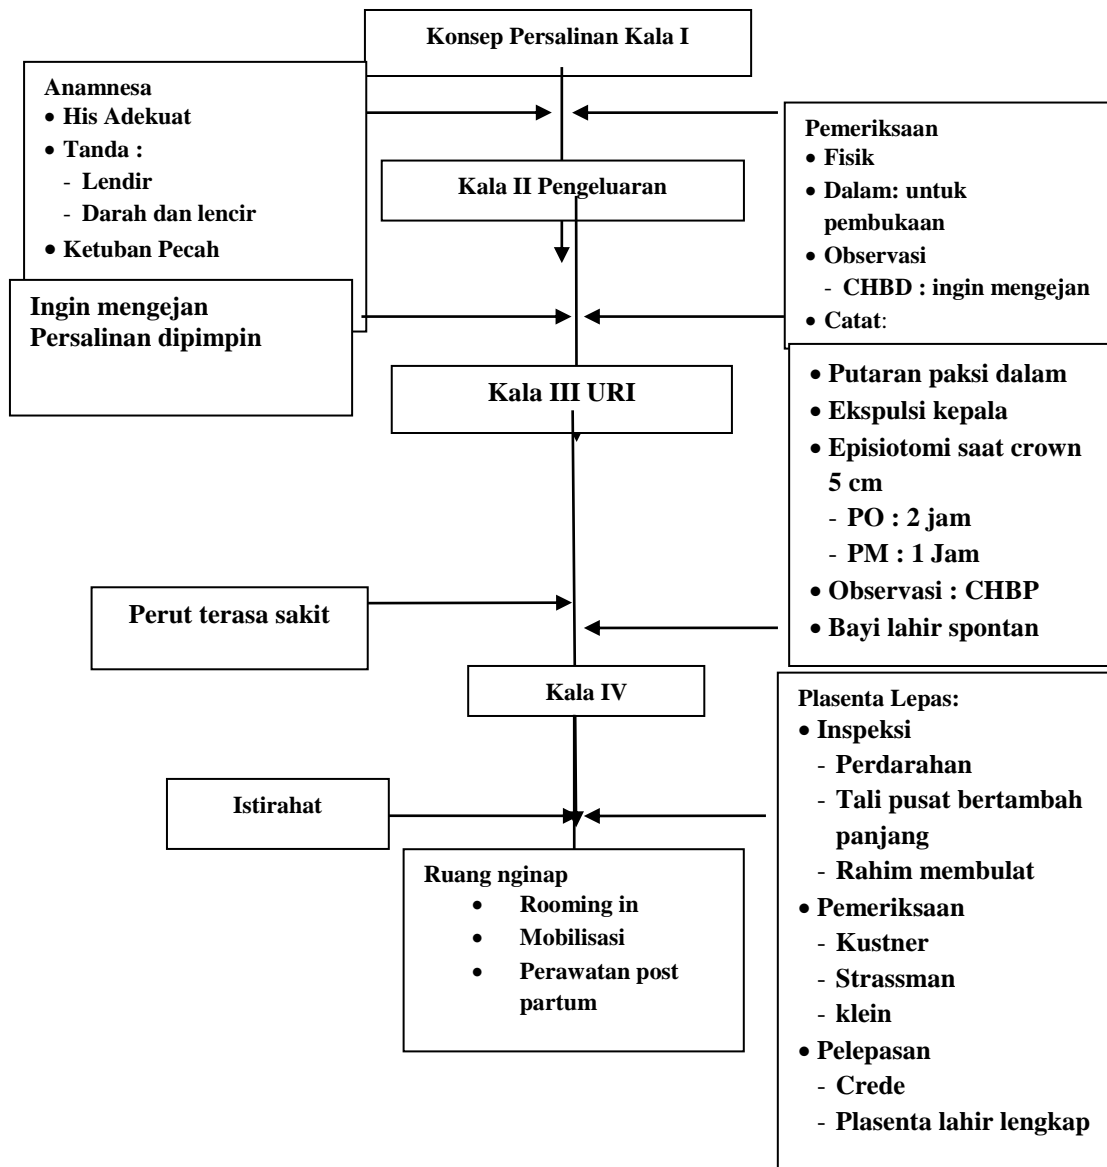 Konsep Persalinan Kala I
Anamnesa
• His Adekuat
• Tanda :
- Lendir
- Darah dan lencir
• Ketuban Pecah
Pemeriksaan
• Fisik
• Dalam: untuk
pembukaan
• Observasi
- CHBD : ingin mengejan
• Catat:
Kala II Pengeluaran
Ingin mengejan
Persalinan dipimpin
Kala III URI
• Putaran paksi dalam
• Ekspulsi kepala
• Episiotomi saat crown
5 cm
- PO : 2 jam
- PM : 1 Jam
• Observasi : CHBP
• Bayi lahir spontan
Perut terasa sakit
Kala IV
Plasenta Lepas:
• Inspeksi
- Perdarahan
- Tali pusat bertambah
panjang
- Rahim membulat
• Pemeriksaan
- Kustner
- Strassman
- klein
• Pelepasan
- Crede
- Plasenta lahir lengkap
Istirahat
Ruang nginap
• Rooming in
• Mobilisasi
• Perawatan post
partum